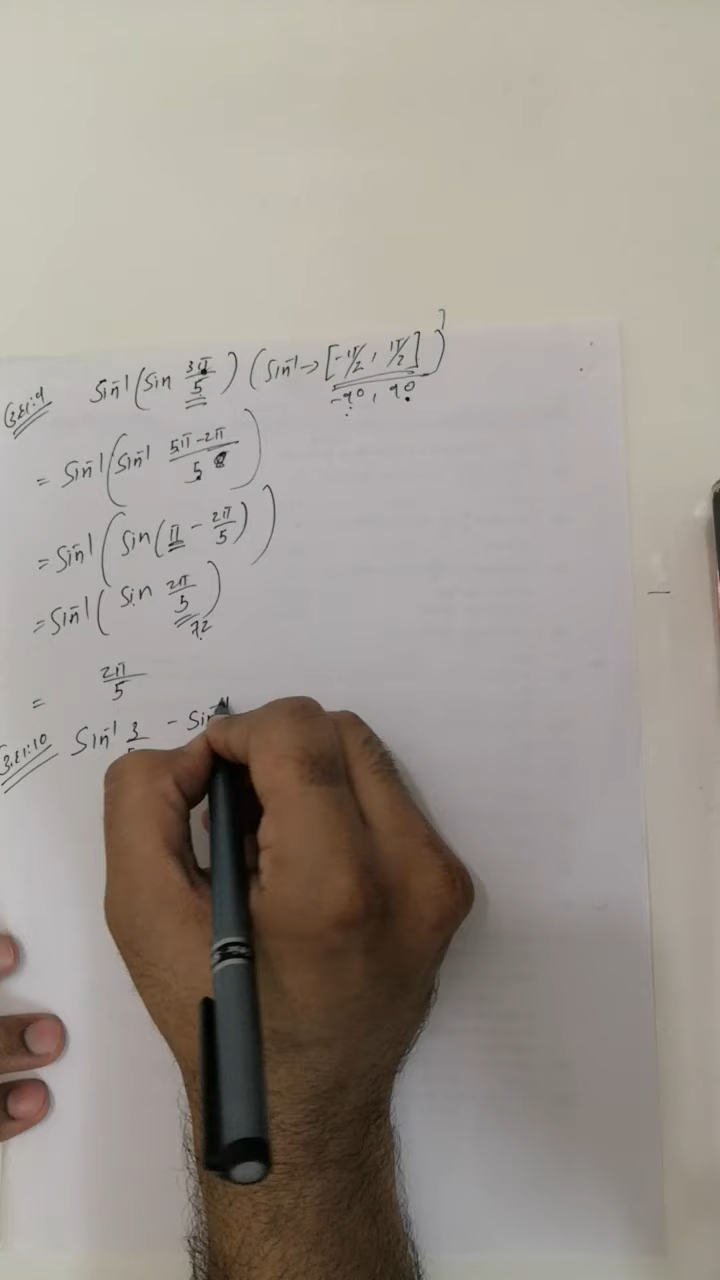 Ex:9 Sin⁻¹(Sin 3π/5) (Sin⁻¹→[-π/2, π/2])
-90, 90
= Sin⁻¹(Sin⁻¹ 5π-2π/5)
= Sin⁻¹(Sin(π - 2π/5))
= Sin⁻¹(Sin 2π/5)
72
= 2π/5
Ex:10 Sin⁻¹ 3/5 - Sin⁻¹